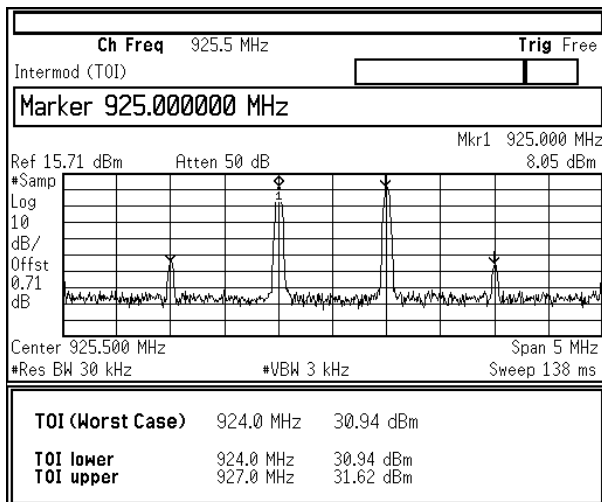 Ch Freq 925.5 MHz Trig Free
Intermod (TOI)
Marker 925.000000 MHz
Mkr1 925.000 MHz
Ref 15.71 dBm Atten 50 dB 8.05 dBm
#Samp
Log
10
dB/
Offst
0.71
dB
1
Center 925.500 MHz Span 5 MHz
#Res BW 30 kHz #VBW 3 kHz Sweep 138 ms
TOI (Worst Case) 924.0 MHz 30.94 dBm
TOI lower 924.0 MHz 30.94 dBm
TOI upper 927.0 MHz 31.62 dBm